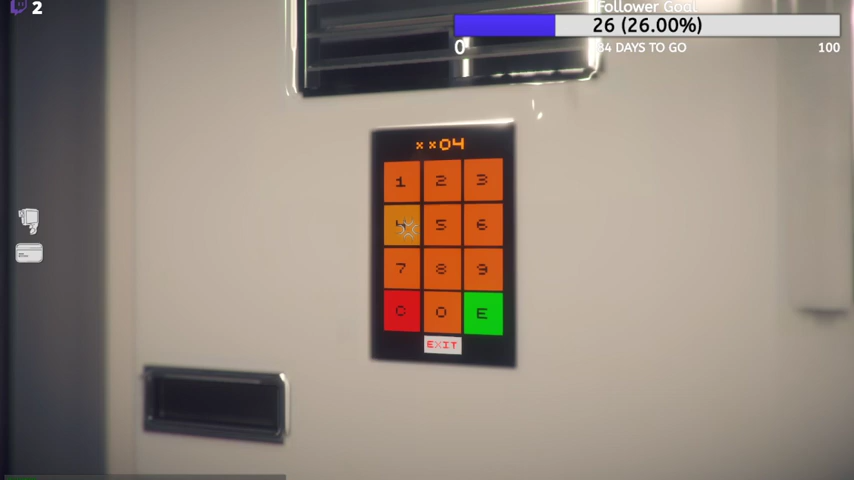 2
Follower Goal
26 (26.00%)
0
34 DAYS TO GO
100
xx04
1 2 3
4 5 6
7 8 9
C 0 E
EXIT